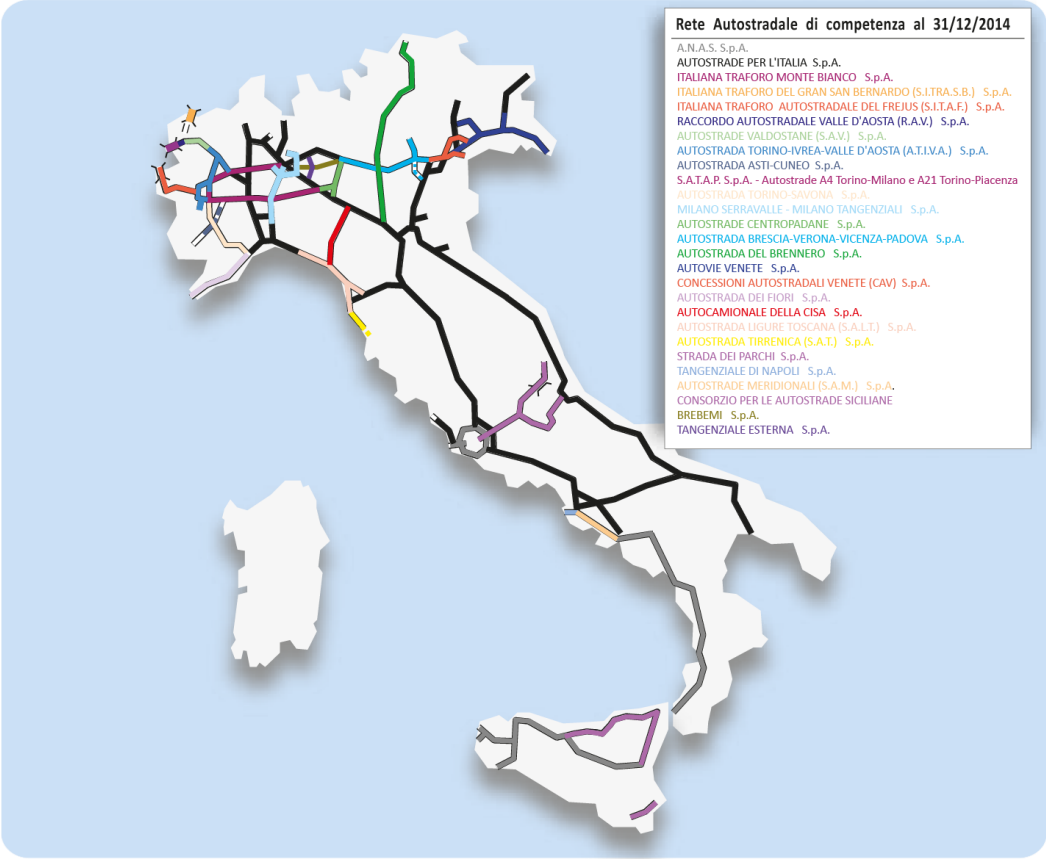 Rete Autostradale di competenza al 31/12/2014
A.N.A.S. S.p.A.
AUTOSTRADE PER L'ITALIA S.p.A.
ITALIANA TRAFORO MONTE BIANCO S.p.A.
ITALIANA TRAFORO DEL GRAN SAN BERNARDO (S.I.TRA.S.B.) S.p.A.
ITALIANA TRAFORO AUTOSTRADALE DEL FREJUS (S.I.T.A.F.) S.p.A.
RACCORDO AUTOSTRADALE VALLE D'AOSTA (R.A.V.) S.p.A.
AUTOSTRADE VALDOSTANE (S.A.V.) S.p.A.
AUTOSTRADA TORINO-IVREA-VALLE D'AOSTA (A.T.I.V.A.) S.p.A.
AUTOSTRADA ASTI-CUNEO S.p.A.
S.A.T.A.P. S.p.A. - Autostrade A4 Torino-Milano e A21 Torino-Piacenza
AUTOSTRADA TORINO-SAVONA S.p.A.
MILANO SERRAVALLE - MILANO TANGENZIALI S.p.A.
AUTOSTRADE CENTROPADANE S.p.A.
AUTOSTRADA BRESCIA-VERONA-VICENZA-PADOVA S.p.A.
AUTOSTRADA DEL BRENNERO S.p.A.
AUTOVIE VENETE S.p.A.
CONCESSIONI AUTOSTRADALI VENETE (CAV) S.p.A.
AUTOSTRADA DEI FIORI S.p.A.
AUTOCAMIONALE DELLA CISA S.p.A.
AUTOSTRADA LIGURE TOSCANA (S.A.L.T.) S.p.A.
AUTOSTRADA TIRRENICA (S.A.T.) S.p.A.
STRADA DEI PARCHI S.p.A.
TANGENZIALE DI NAPOLI S.p.A.
AUTOSTRADE MERIDIONALI (S.A.M.) S.p.A.
CONSORZIO PER LE AUTOSTRADE SICILIANE
BREBEMI S.p.A.
TANGENZIALE ESTERNA S.p.A.